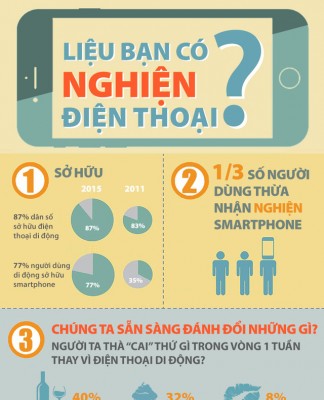 LIỆU BẠN CÓ
NGHIỆN
ĐIỆN THOẠI
?
1
SỞ HỮU
2015 2011
87% dân số
sở hữu điện
thoại di động
87%
83%
77% người dùng
di động sở hữu
smartphone
77%
35%
2
1/3 SỐ NGƯỜI
DÙNG THỪA
NHẬN NGHIỆN
SMARTPHONE
3
CHÚNG TA SẴN SÀNG ĐÁNH ĐỔI NHỮNG GÌ?
NGƯỜI TA THÀ “CAI” THỨ GÌ TRONG VÒNG 1 TUẦN
THAY VÌ ĐIỆN THOẠI DI ĐỘNG?
40% 32% 8%